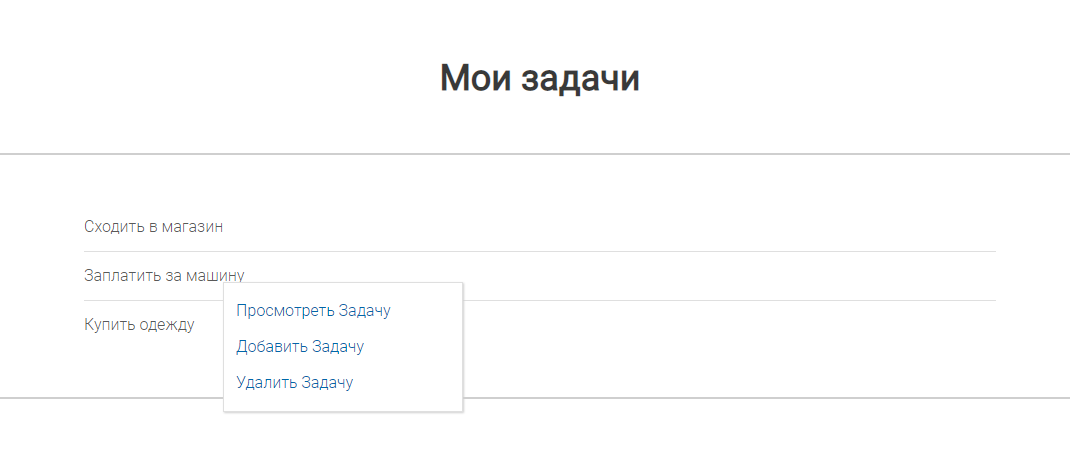 Мои задачи
Сходить в магазин
Заплатить за машину
Купить одежду
Просмотреть Задачу
Добавить Задачу
Удалить Задачу